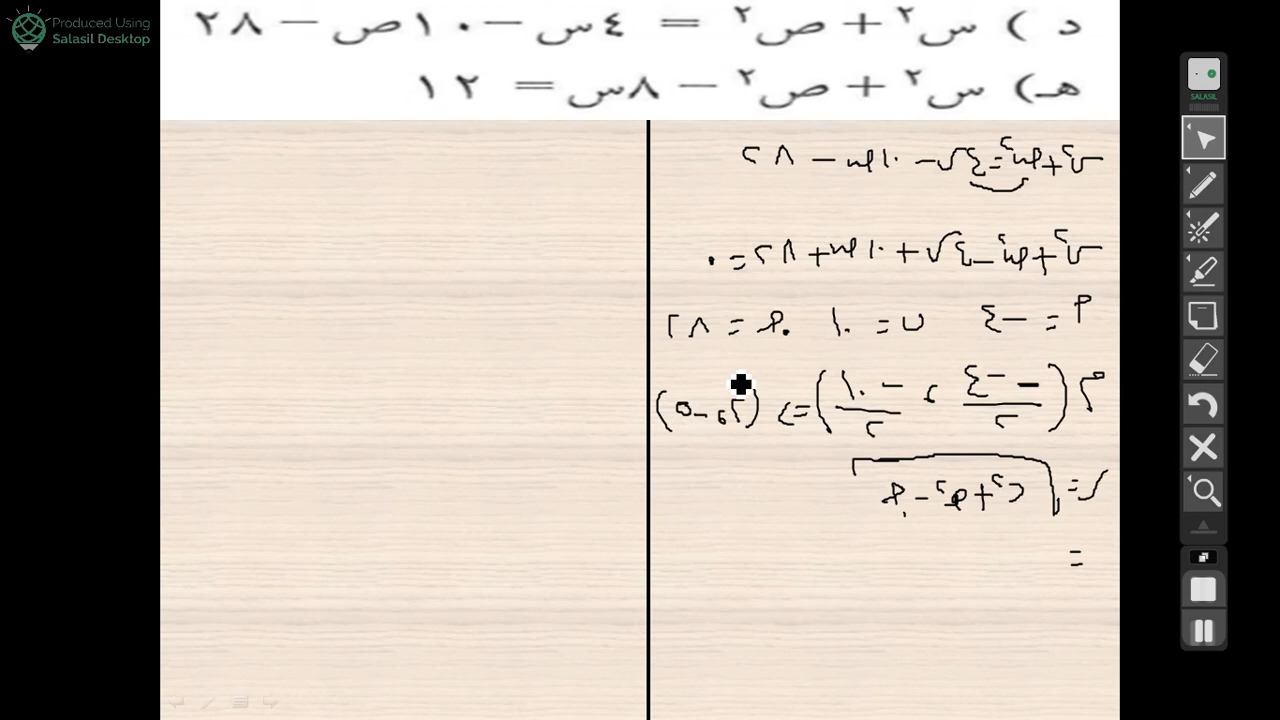 Produced Using
Salasil Desktop
د ) س٢ + ص٢ = ٤س − ١٠ص − ٢٨
هـ) س٢ + ص٢ − ٨س = ١٢
SALASIL
س٢ + ص٢ = ٤س − ١٠ص − ٢٨
س٢ + ص٢ − ٤س + ١٠ص + ٢٨ = ٠
٢ = − ٤ ب = ١٠ جـ = ٢٨
م ( − −٤/٢ ، − ١٠/٢ ) => (٢، −٥)
ر = √د٢ + هـ٢ − جـ
=